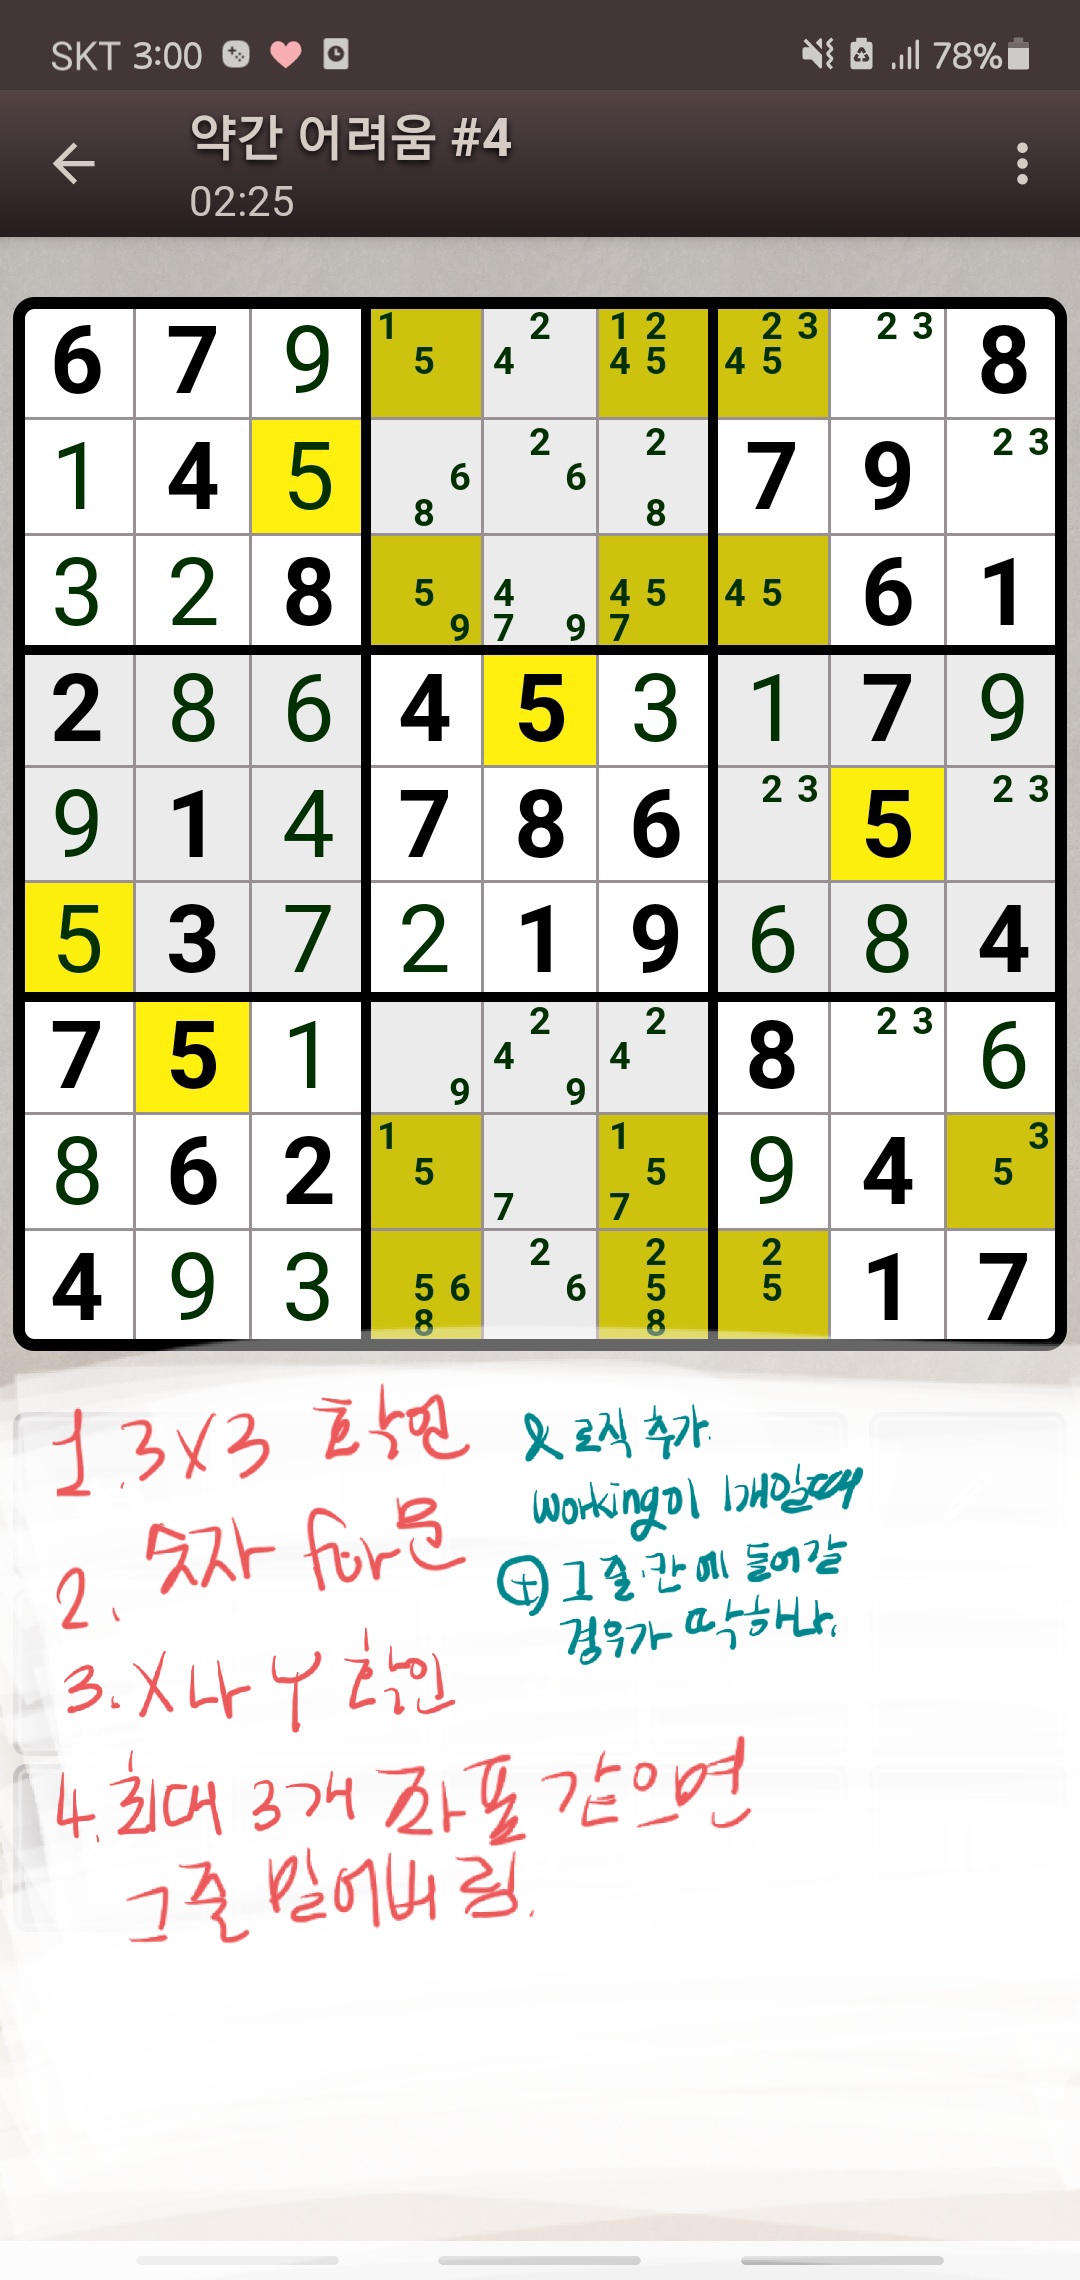 SKT 3:00 78%
약간 어려움 #4
02:25
6 7 9 1 5 2 4 1 2 4 5 2 3 4 5 2 3 8
1 4 5 6 8 2 6 2 8 7 9 2 3
3 2 8 5 9 4 7 9 4 5 7 4 5 6 1
2 8 6 4 5 3 1 7 9
9 1 4 7 8 6 2 3 5 2 3
5 3 7 2 1 9 6 8 4
7 5 1 9 2 4 9 2 4 8 2 3 6
8 6 2 1 5 7 1 5 7 9 4 3 5
4 9 3 5 6 8 2 6 2 5 8 2 5 1 7
1. 3X3 확인
2. 숫자 for문
3. X나 Y 확인
4. 최대 3개 좌표 같으면
그줄 밀어버림.
& 로직 추가.
working이 1개일때
+ 그 줄·칸에 들어갈
경우가 딱하나.